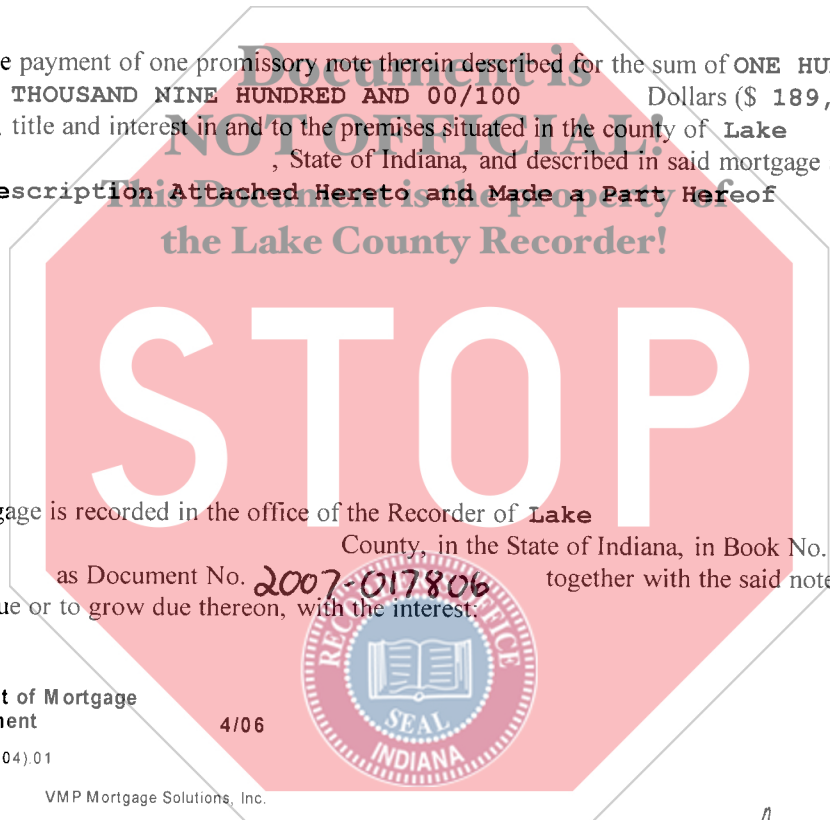 Document is
e payment of one promissory note therein described for the sum of ONE HU
THOUSAND NINE HUNDRED AND 00/100 Dollars ($ 189,
NOT OFFICIAL!
title and interest in and to the premises situated in the county of Lake
, State of Indiana, and described in said mortgage
This Document is the property of
escription Attached Hereto and Made a Part Hereof
the Lake County Recorder!
STOP
gage is recorded in the office of the Recorder of Lake
County, in the State of Indiana, in Book No.
as Document No. 2007-017806 together with the said note
ue or to grow due thereon, with the interest:
RECORDER'S OFFICE
SEAL
INDIANA
t of Mortgage
ent 4/06
04).01
VMP Mortgage Solutions, Inc.